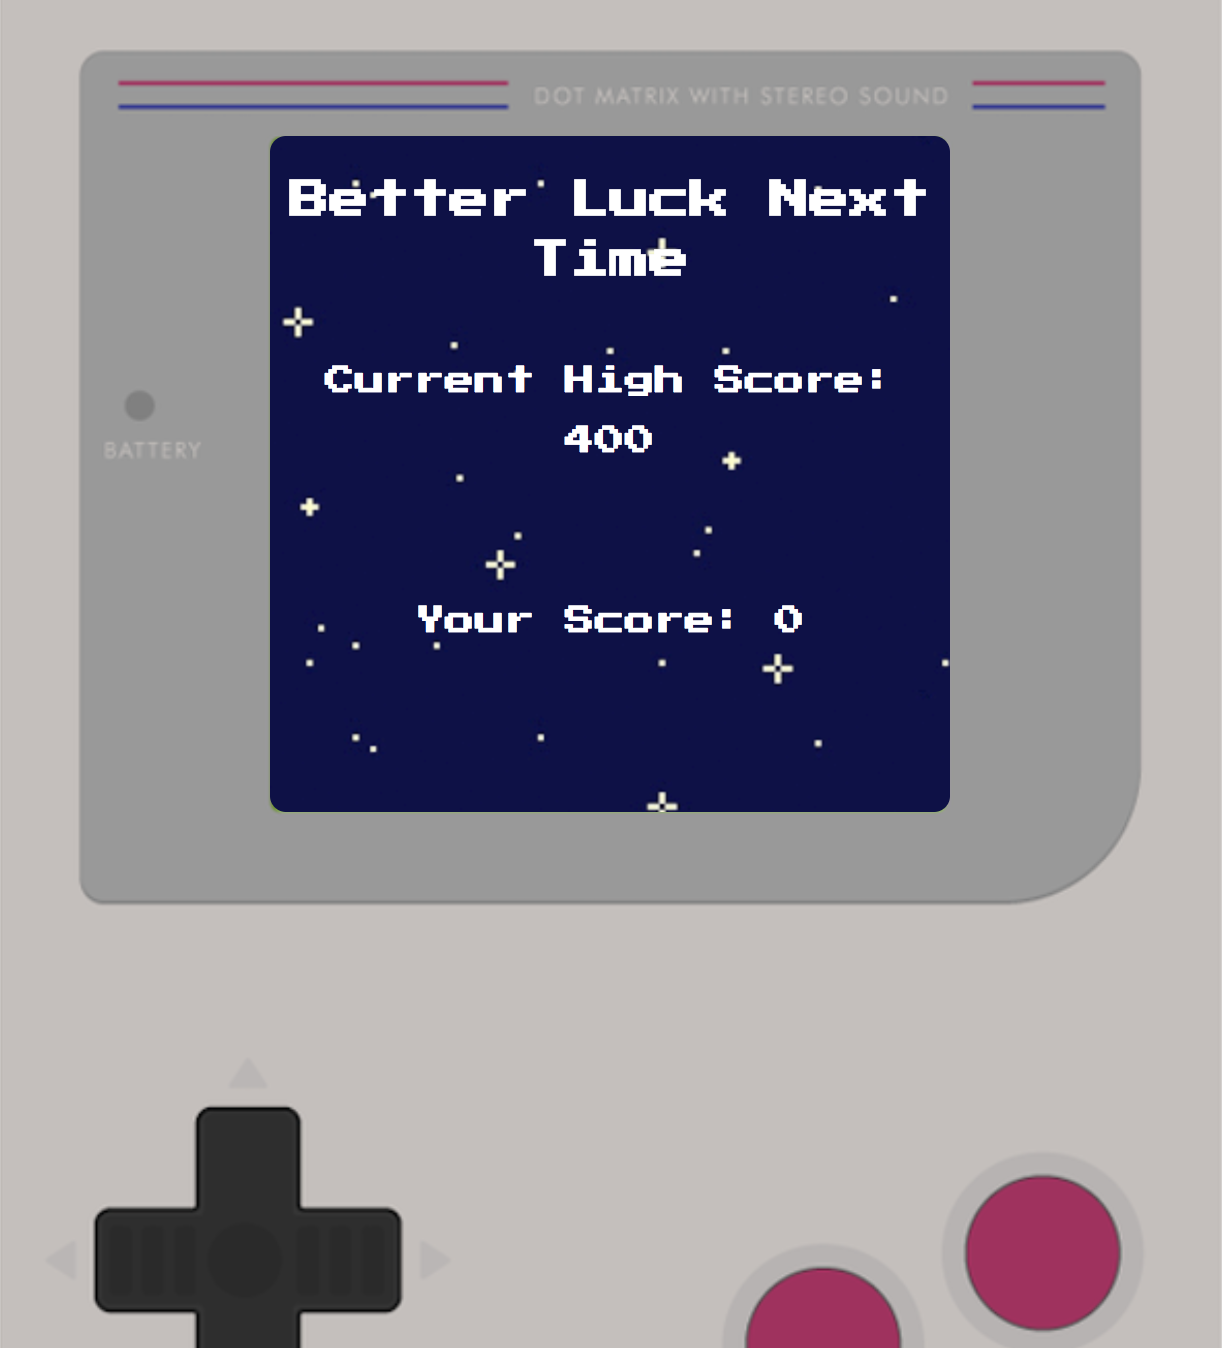 DOT MATRIX WITH STEREO SOUND
Better Luck Next
Time
Current High Score:
400
BATTERY
Your Score: 0